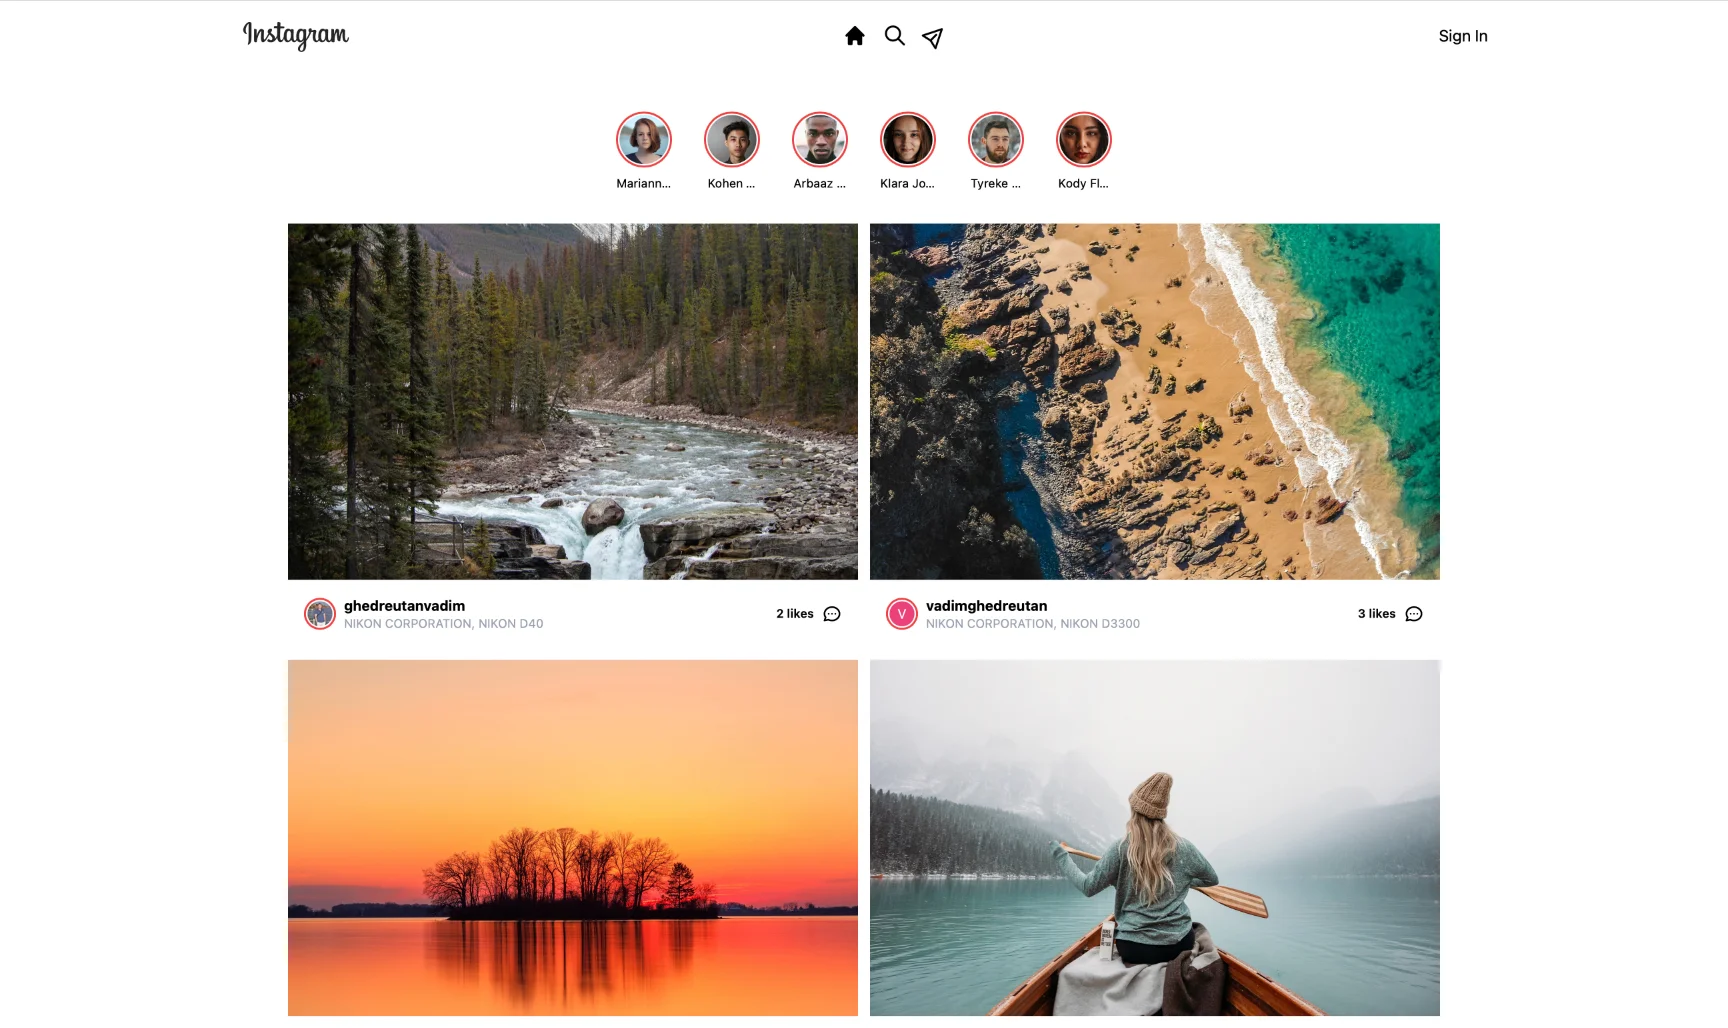 Instagram
Sign In
Mariann...
Kohen ...
Arbaaz ...
Klara Jo...
Tyreke ...
Kody Fl...
ghedreutanvadim
NIKON CORPORATION, NIKON D40
2 likes
V
vadimghedreutan
NIKON CORPORATION, NIKON D3300
3 likes